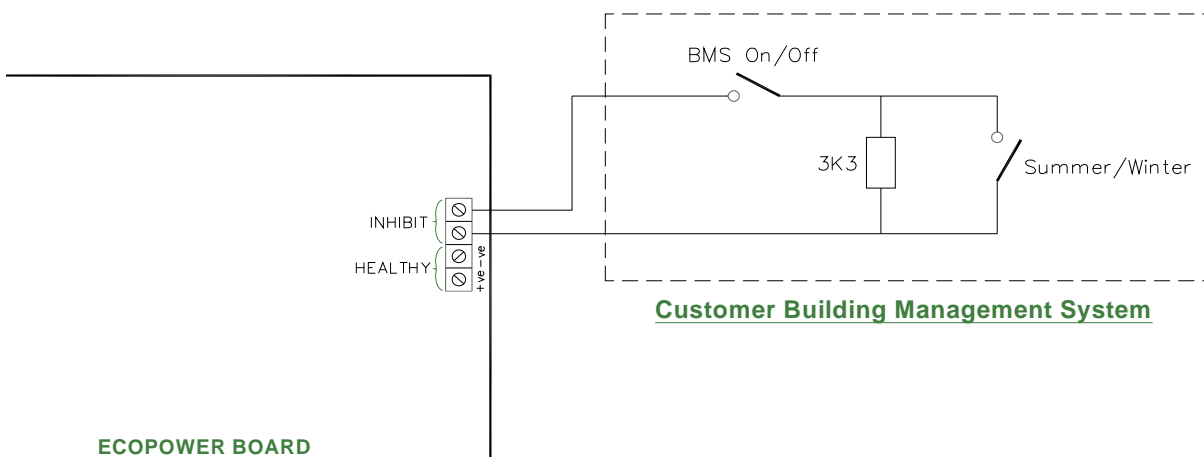 BMS On/Off
3K3
Summer/Winter
INHIBIT
HEALTHY
+ve -ve
Customer Building Management System
ECOPOWER BOARD